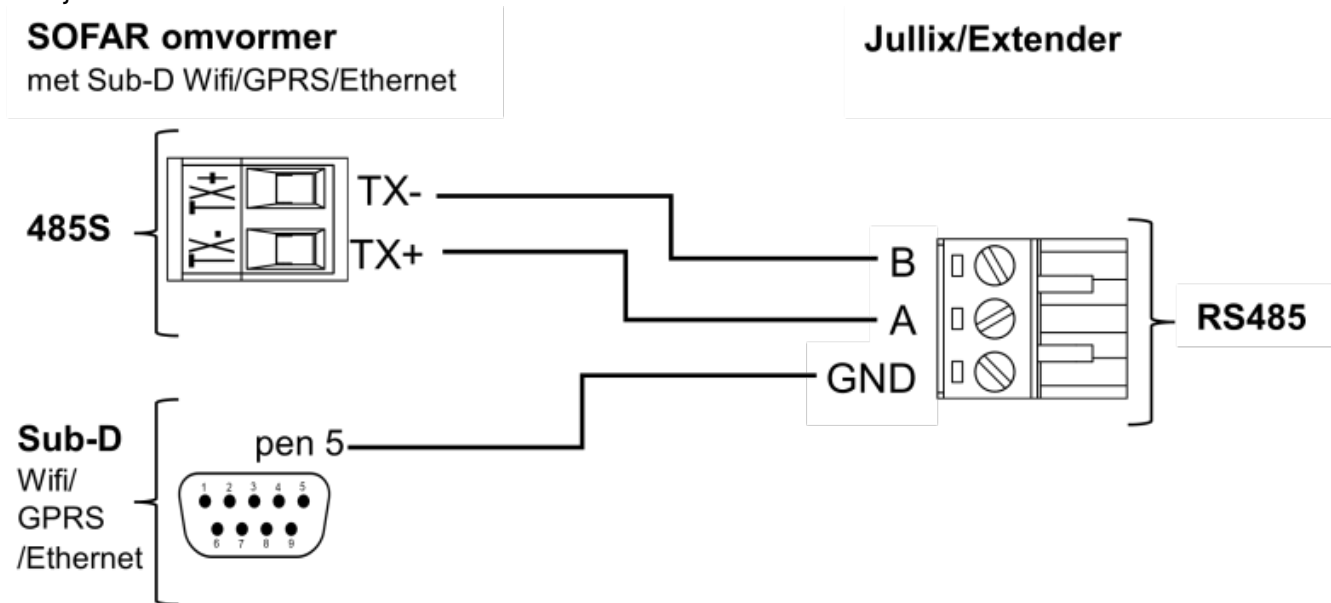 SOFAR omvormer
met Sub-D Wifi/GPRS/Ethernet
Jullix/Extender
485S
TX+
TX-
TX-
TX+
B
A
GND
RS485
Sub-D
Wifi/
GPRS
/Ethernet
pen 5
1 2 3 4 5
6 7 8 9